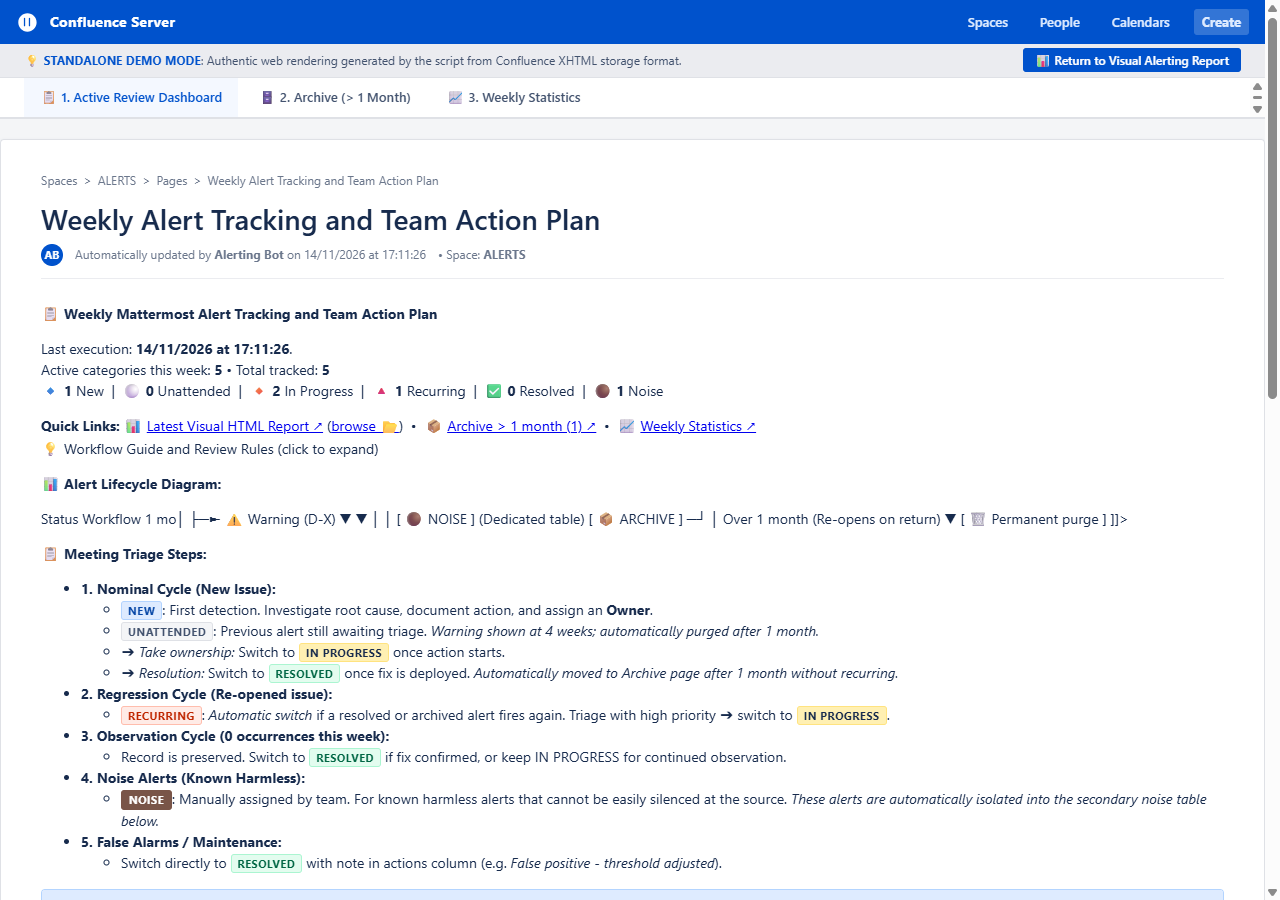 Confluence Server
Spaces People Calendars Create
💡 STANDALONE DEMO MODE: Authentic web rendering generated by the script from Confluence XHTML storage format.
📊 Return to Visual Alerting Report
📋 1. Active Review Dashboard
🗄 2. Archive (> 1 Month)
📈 3. Weekly Statistics
Spaces > ALERTS > Pages > Weekly Alert Tracking and Team Action Plan
Weekly Alert Tracking and Team Action Plan
AB Automatically updated by Alerting Bot on 14/11/2026 at 17:11:26 • Space: ALERTS
📋 Weekly Mattermost Alert Tracking and Team Action Plan
Last execution: 14/11/2026 at 17:11:26.
Active categories this week: 5 • Total tracked: 5
🔹 1 New | ⚪ 0 Unattended | 🔸 2 In Progress | 🔺 1 Recurring | ✅ 0 Resolved | 🟤 1 Noise
Quick Links: 📊 Latest Visual HTML Report ↗ (browse 📁) • 📦 Archive > 1 month (1) ↗ • 📈 Weekly Statistics ↗
💡 Workflow Guide and Review Rules (click to expand)
📊 Alert Lifecycle Diagram:
Status Workflow 1 mo│ ├─► ⚠️ Warning (D-X) ▼ ▼ │ │ [ 🟤 NOISE ] (Dedicated table) [ 📦 ARCHIVE ] ─┘ │ Over 1 month (Re-opens on return) ▼ [ 🗑️ Permanent purge ] ]]>
📋 Meeting Triage Steps:
• 1. Nominal Cycle (New Issue):
○ NEW : First detection. Investigate root cause, document action, and assign an Owner.
○ UNATTENDED : Previous alert still awaiting triage. Warning shown at 4 weeks; automatically purged after 1 month.
○ ➔ Take ownership: Switch to IN PROGRESS once action starts.
○ ➔ Resolution: Switch to RESOLVED once fix is deployed. Automatically moved to Archive page after 1 month without recurring.
• 2. Regression Cycle (Re-opened issue):
○ RECURRING : Automatic switch if a resolved or archived alert fires again. Triage with high priority ➔ switch to IN PROGRESS .
• 3. Observation Cycle (0 occurrences this week):
○ Record is preserved. Switch to RESOLVED if fix confirmed, or keep IN PROGRESS for continued observation.
• 4. Noise Alerts (Known Harmless):
○ NOISE : Manually assigned by team. For known harmless alerts that cannot be easily silenced at the source. These alerts are automatically isolated into the secondary noise table
below.
• 5. False Alarms / Maintenance:
○ Switch directly to RESOLVED with note in actions column (e.g. False positive - threshold adjusted).